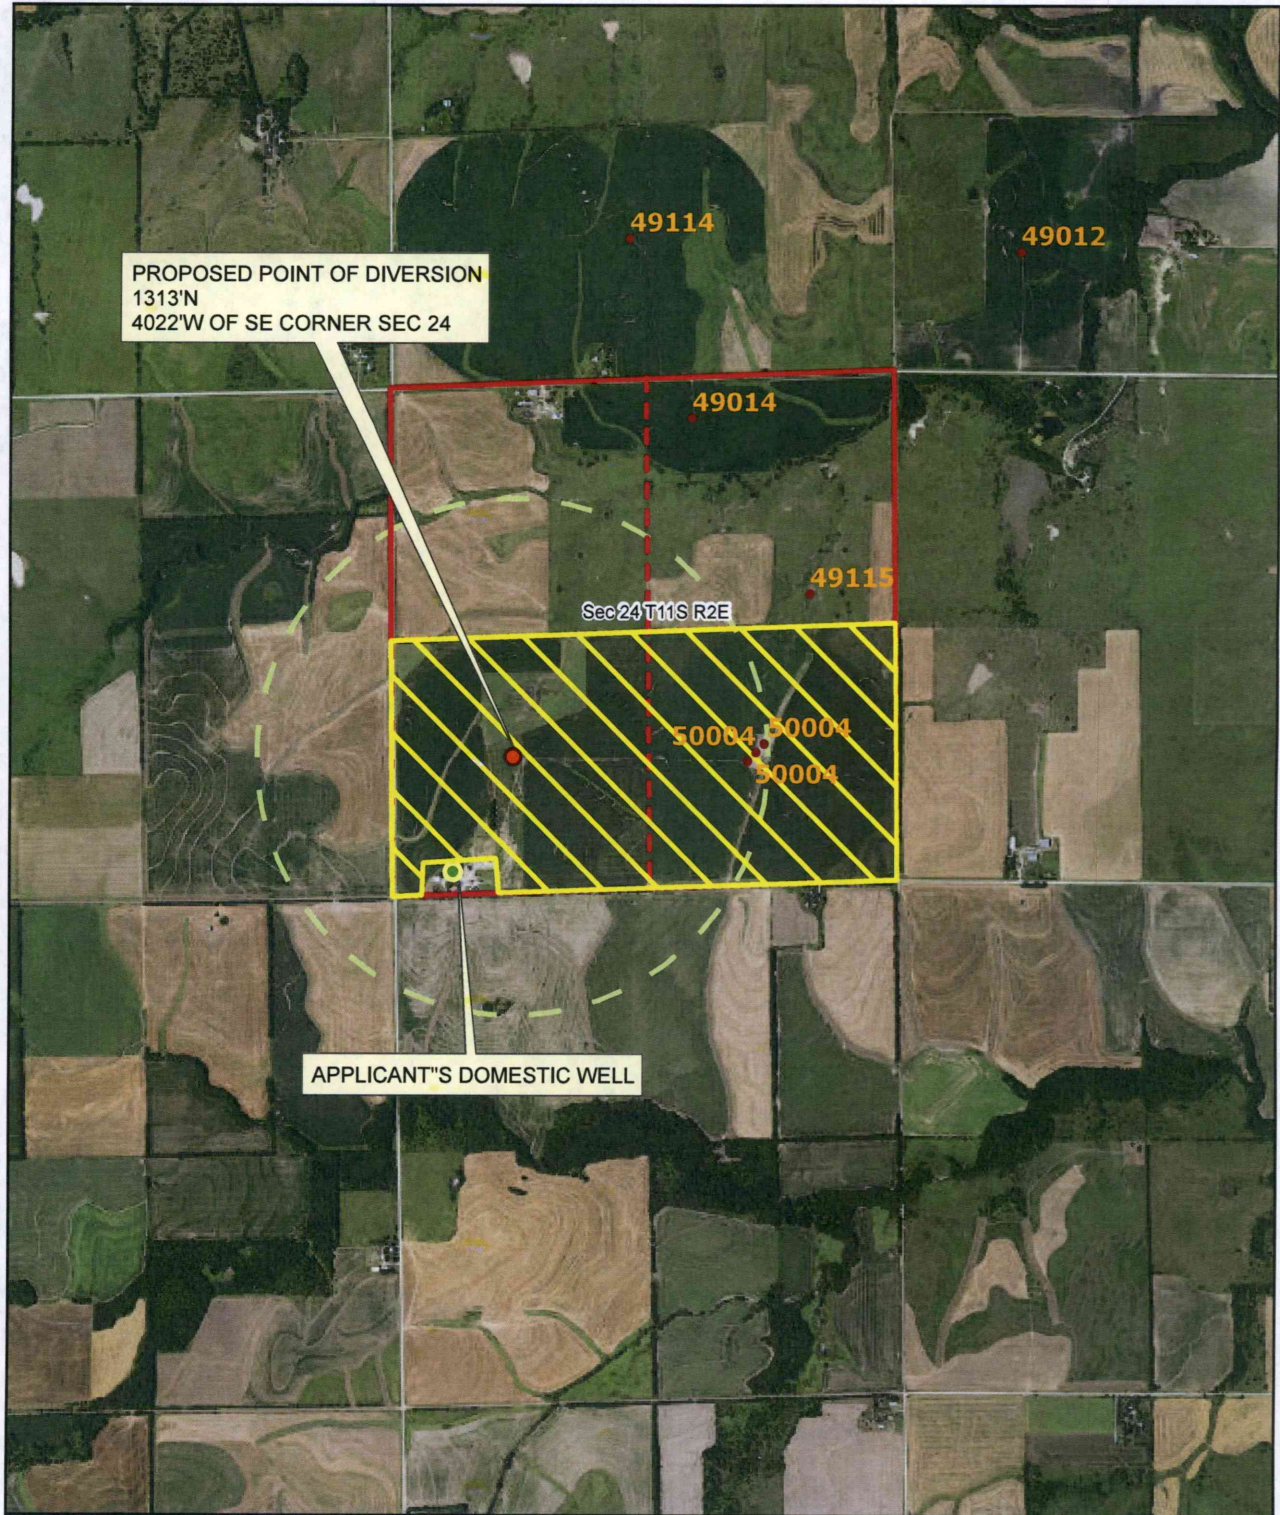 49114
49012
PROPOSED POINT OF DIVERSION
1313'N
4022'W OF SE CORNER SEC 24
49014
49115
Sec 24 T11S R2E
50004
50004
50004
APPLICANT"S DOMESTIC WELL